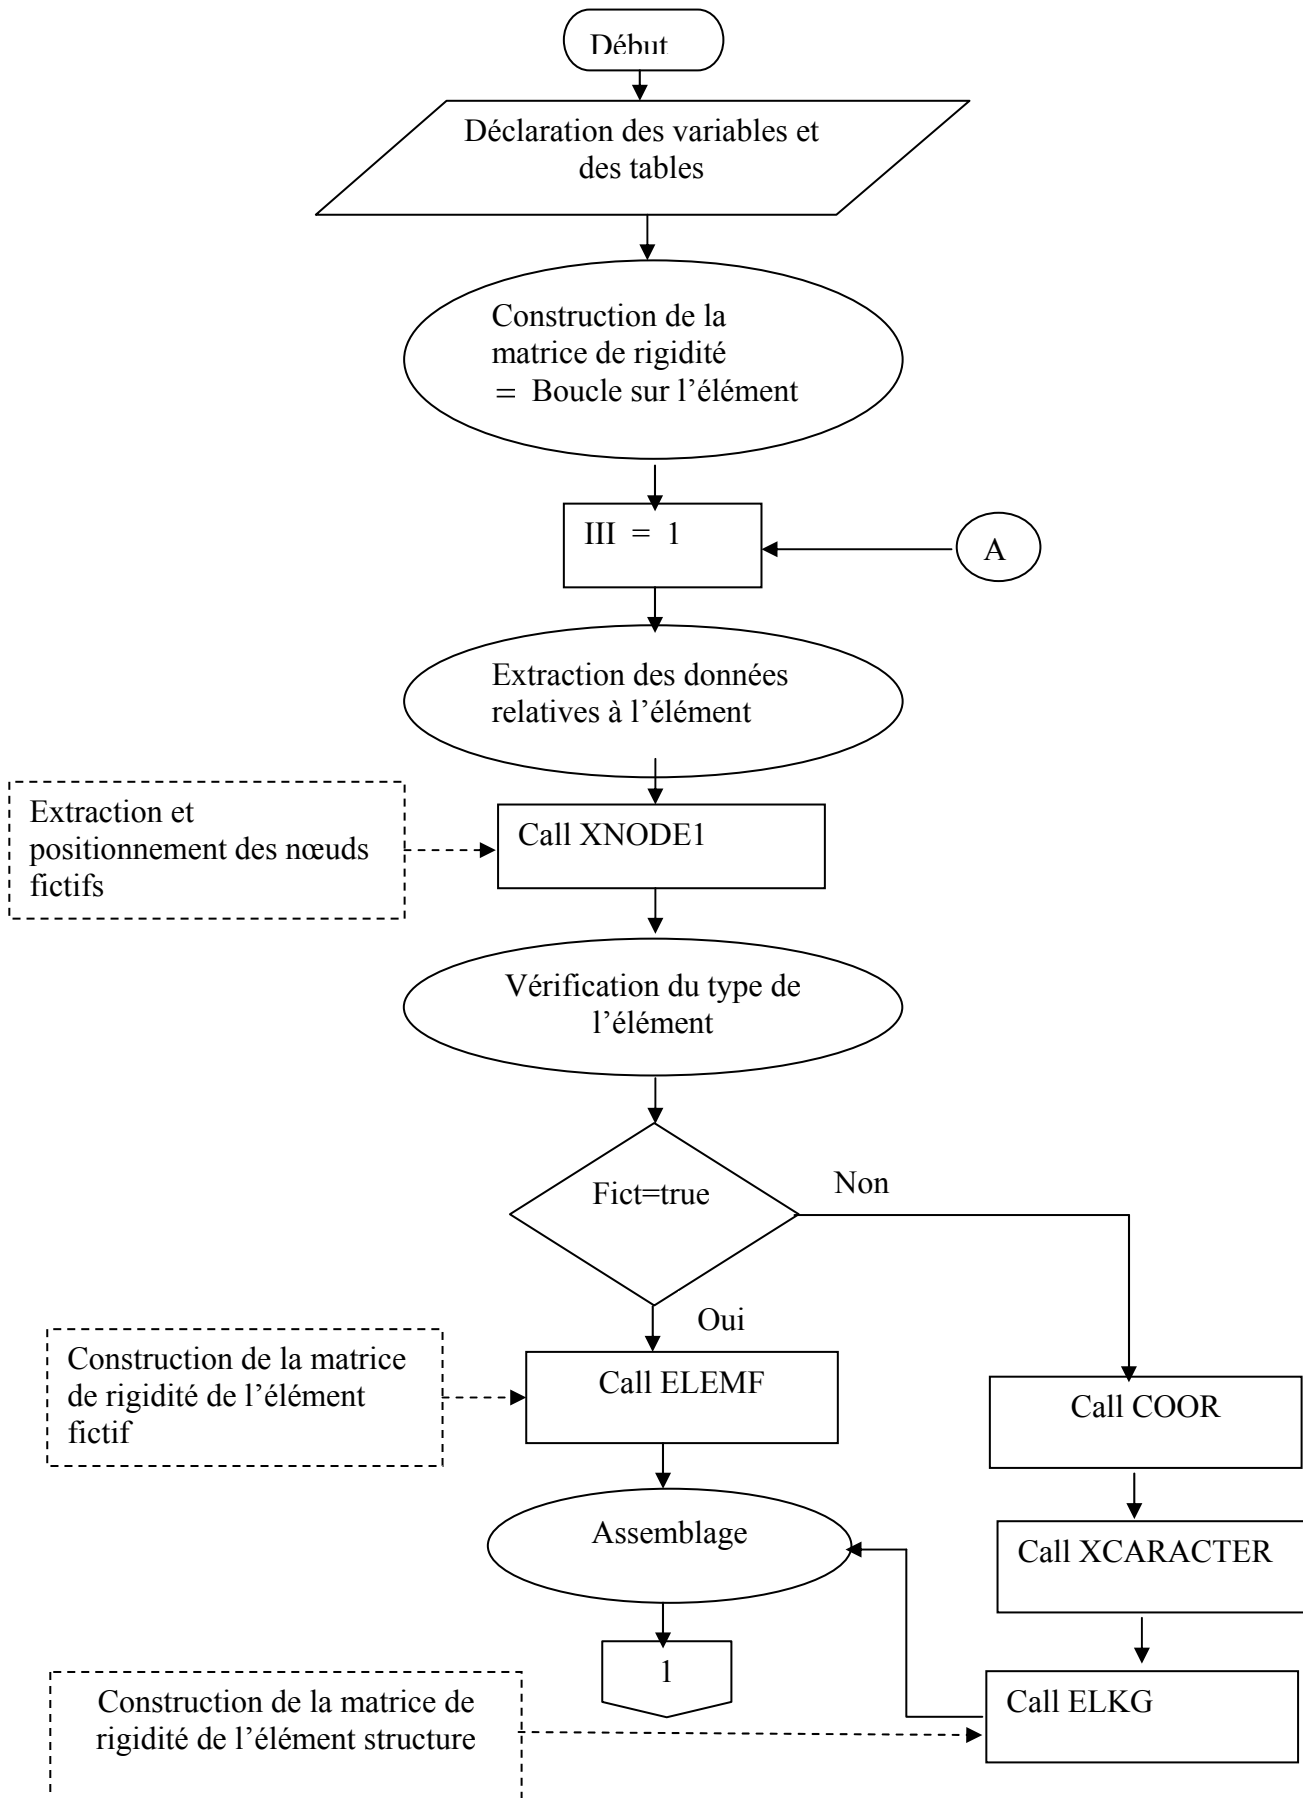 Début
Déclaration des variables et
des tables
Construction de la
matrice de rigidité
= Boucle sur l’élément
III = 1
A
Extraction des données
relatives à l’élément
Extraction et
positionnement des nœuds
fictifs
Call XNODE1
Vérification du type de
l’élément
Fict=true
Non
Oui
Construction de la matrice
de rigidité de l’élément
fictif
Call ELEMF
Call COOR
Assemblage
Call XCARACTER
1
Construction de la matrice de
rigidité de l’élément structure
Call ELKG